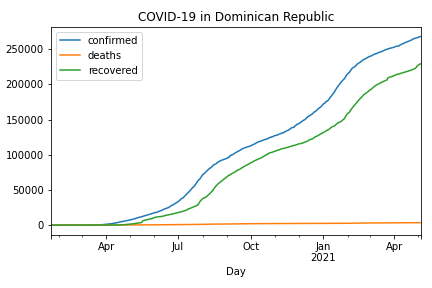 COVID-19 in Dominican Republic
confirmed
deaths
recovered
250000
200000
150000
100000
50000
0
Apr Jul Oct Jan Apr
2021
Day